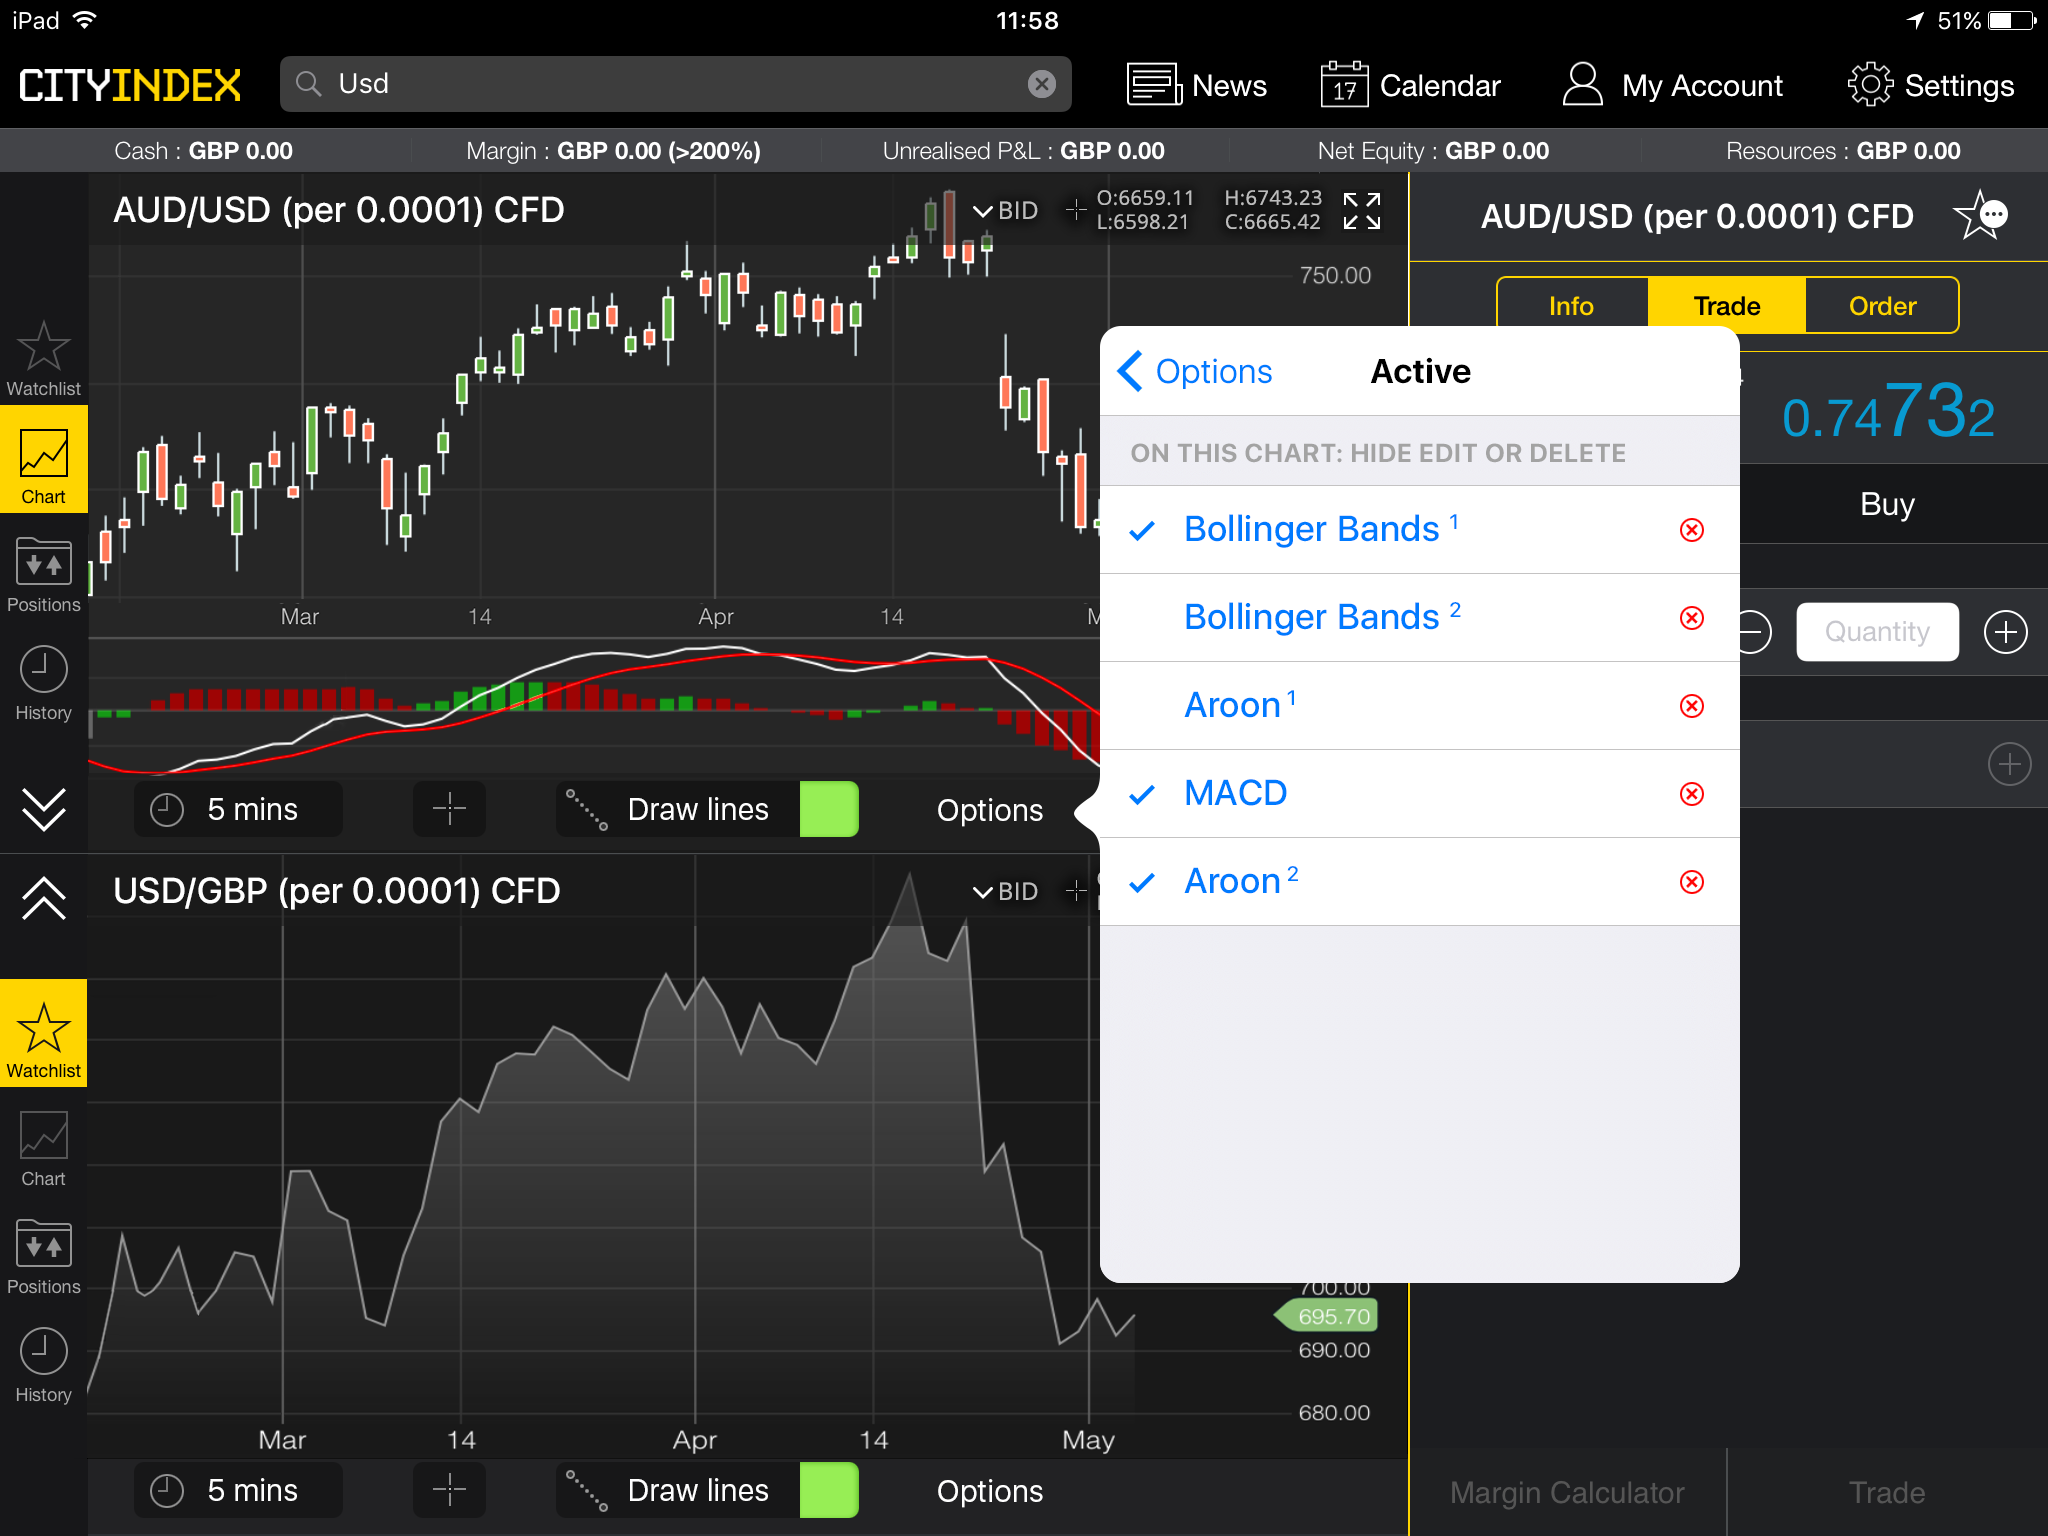 iPad 11:58 51%
CITYINDEX Usd News 17 Calendar My Account Settings
Cash : GBP 0.00 Margin : GBP 0.00 (>200%) Unrealised P&L : GBP 0.00 Net Equity : GBP 0.00 Resources : GBP 0.00
AUD/USD (per 0.0001) CFD BID O:6659.11 H:6743.23
L:6598.21 C:6665.42
750.00
Mar 14 Apr 14
5 mins Draw lines Options
Watchlist
Chart
Positions
History
USD/GBP (per 0.0001) CFD BID
700.00
695.70
690.00
680.00
Mar 14 Apr 14 May
5 mins Draw lines Options
Watchlist
Chart
Positions
History
Options Active
ON THIS CHART: HIDE EDIT OR DELETE
Bollinger Bands 1
Bollinger Bands 2
Aroon 1
MACD
Aroon 2
AUD/USD (per 0.0001) CFD
Info Trade Order
0.74732
Buy
Quantity
Margin Calculator Trade